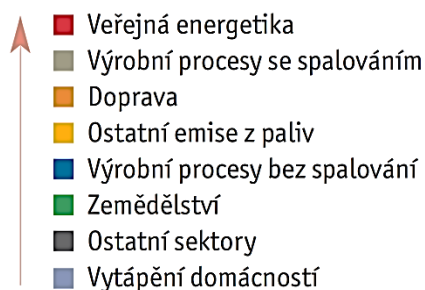 Veřejná energetika
Výrobní procesy se spalováním
Doprava
Ostatní emise z paliv
Výrobní procesy bez spalování
Zemědělství
Ostatní sektory
Vytápění domácností